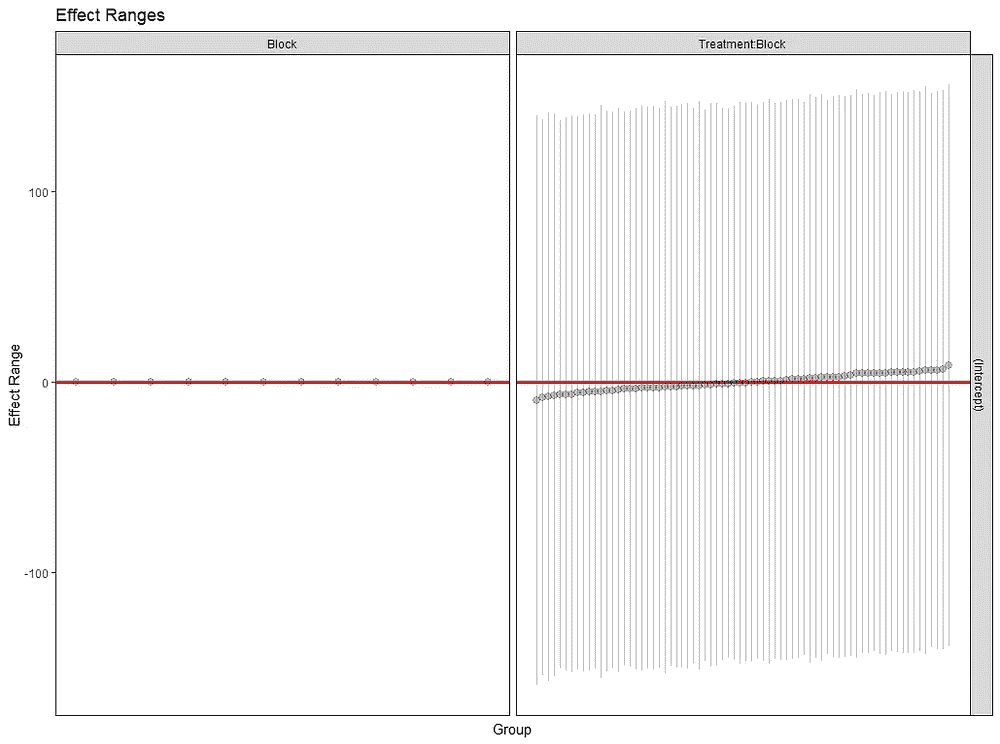 Effect Ranges
Block
Treatment:Block
100
0
-100
Effect Range
(Intercept)
Group